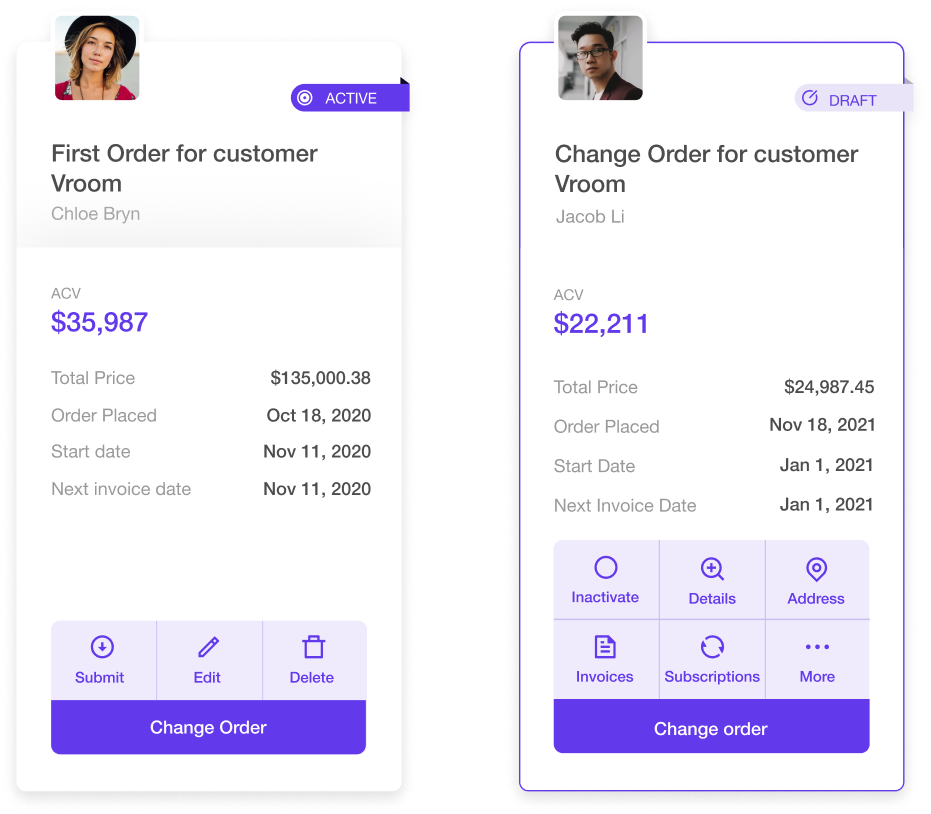 ACTIVE
First Order for customer
Vroom
Chloe Bryn
ACV
$35,987
Total Price $135,000.38
Order Placed Oct 18, 2020
Start date Nov 11, 2020
Next invoice date Nov 11, 2020
Submit Edit Delete
Change Order
DRAFT
Change Order for customer
Vroom
Jacob Li
ACV
$22,211
Total Price $24,987.45
Order Placed Nov 18, 2021
Start Date Jan 1, 2021
Next Invoice Date Jan 1, 2021
Inactivate Details Address
Invoices Subscriptions More
Change order